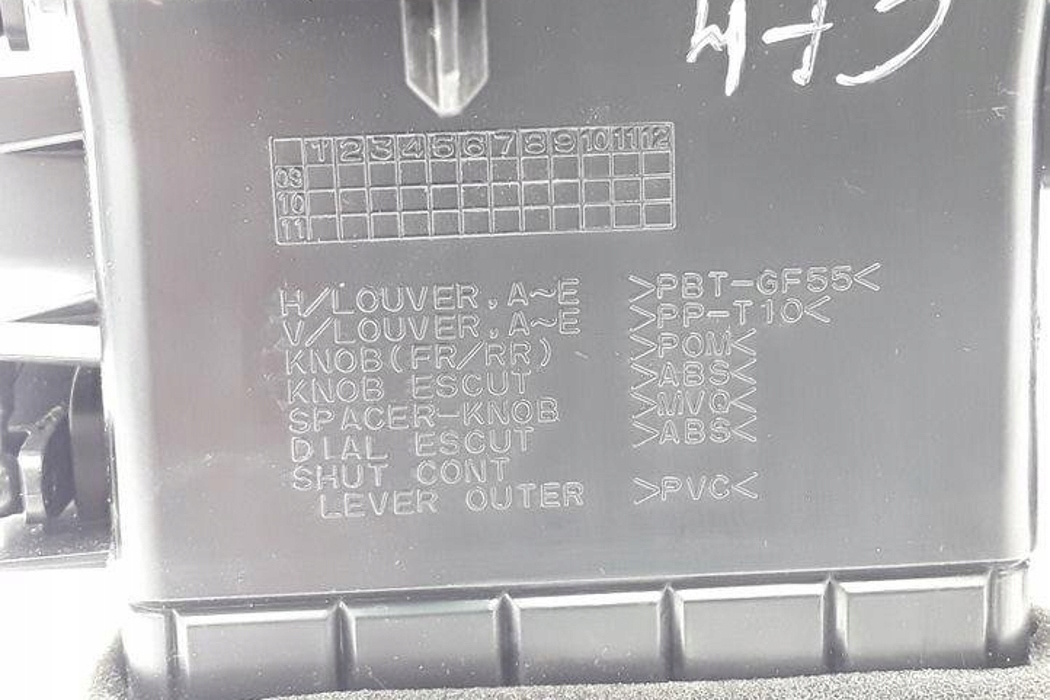 1 2 3 4 5 6 7 8 9 10 11 12
09
10
11
H/LOUVER,A~E >PBT-GF55<
V/LOUVER,A~E >PP-T10<
KNOB(FR/RR) >POM<
KNOB ESCUT >ABS<
SPACER-KNOB >MVQ<
DIAL ESCUT >ABS<
SHUT CONT
LEVER OUTER >PVC<